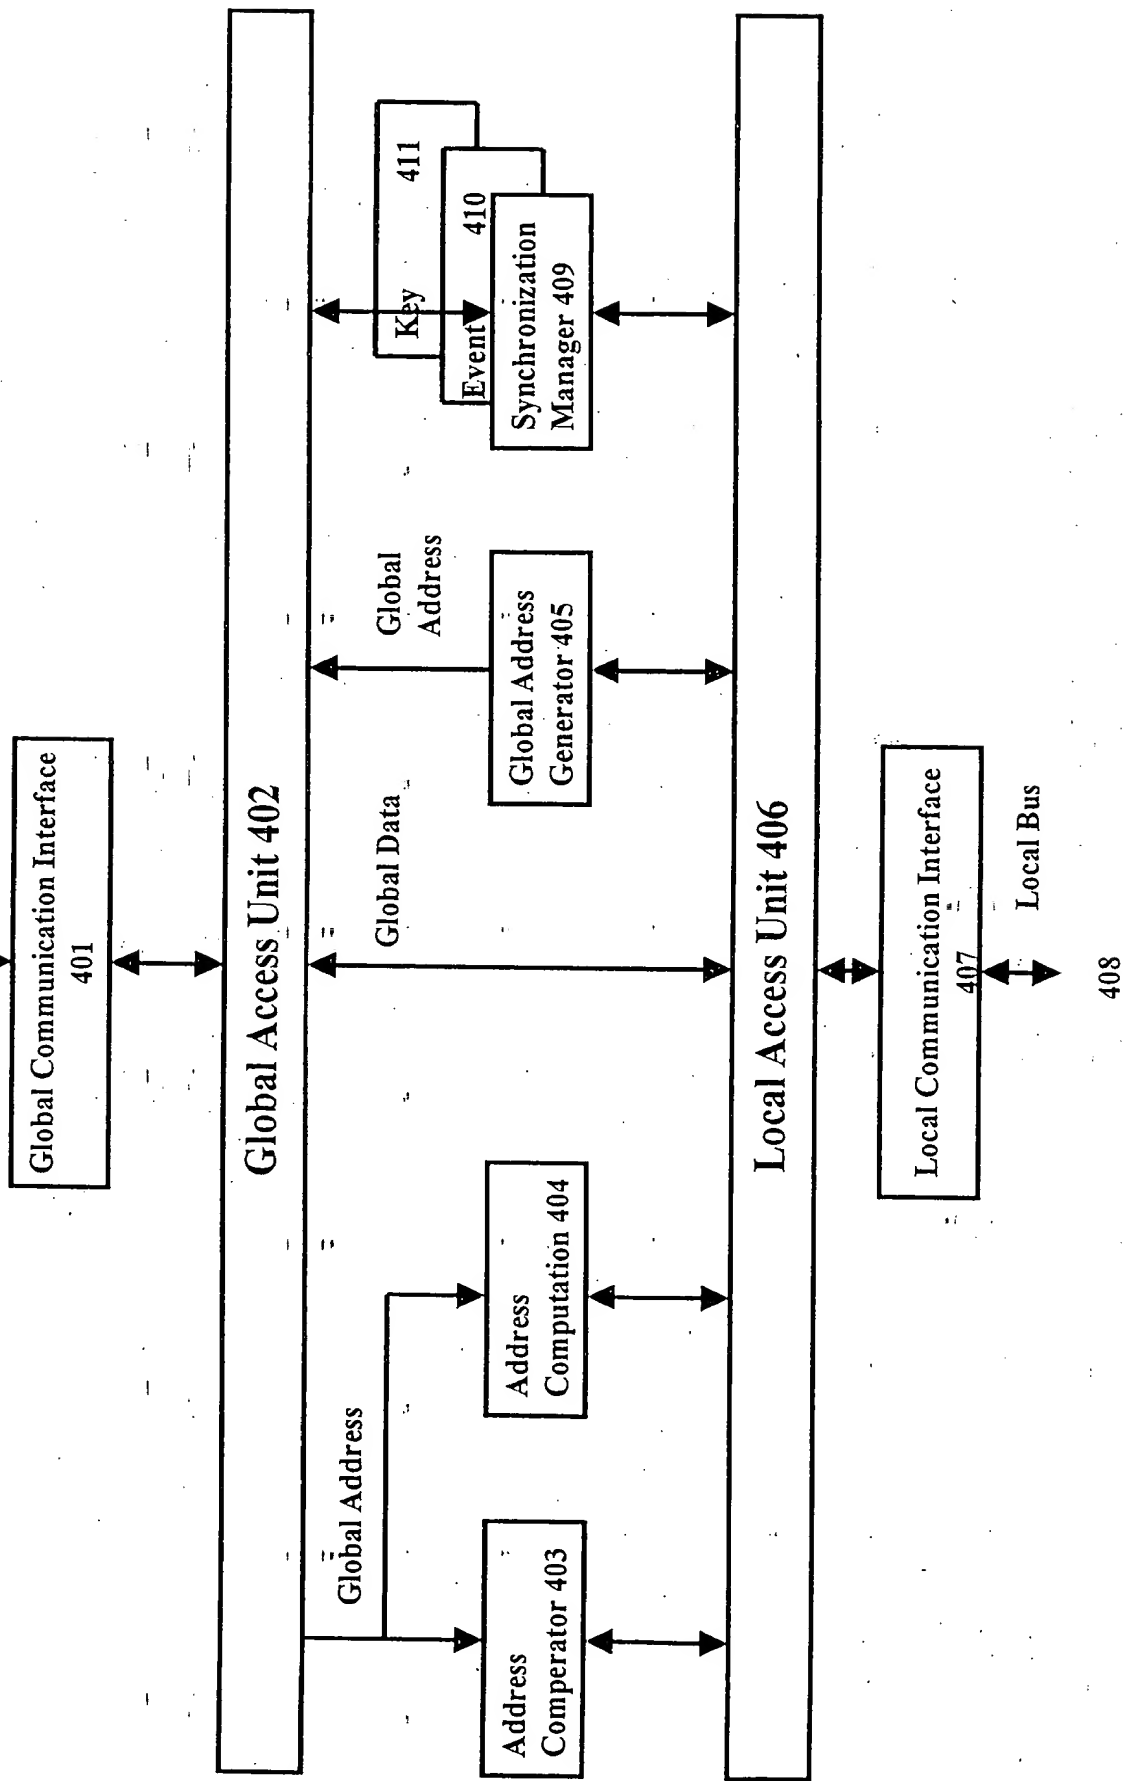 Global Communication Interface
401
Global Access Unit 402
Global Address
Global Data
Global
Address
Key 411
Event 410
Address
Comperator 403
Address
Computation 404
Global Address
Generator 405
Synchronization
Manager 409
Local Access Unit 406
Local Communication Interface
407
Local Bus
408